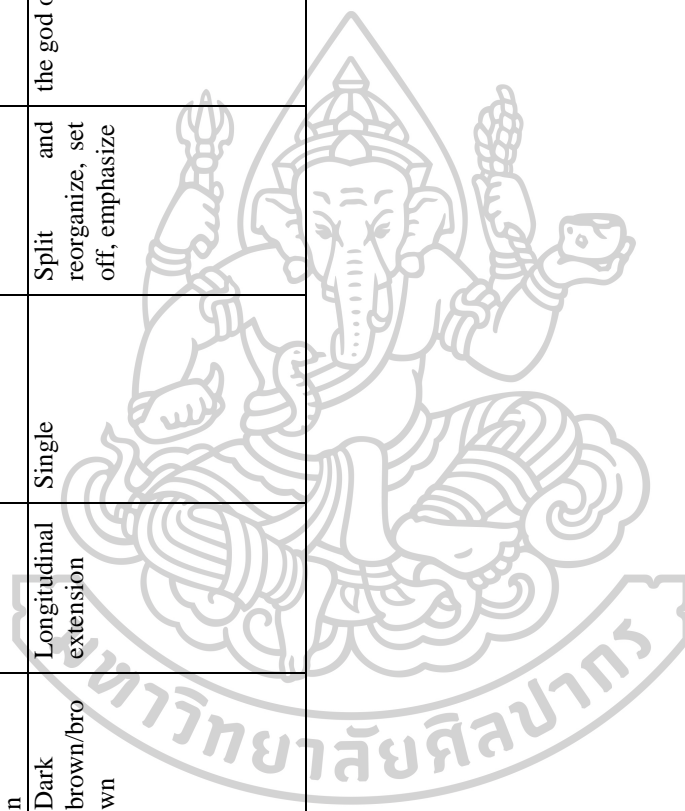 n
Dark
brown/bro
wn
Longitudinal
extension
Single
Split and
reorganize, set
off, emphasize
the god o
มหาวิทยาลัยศิลปากร